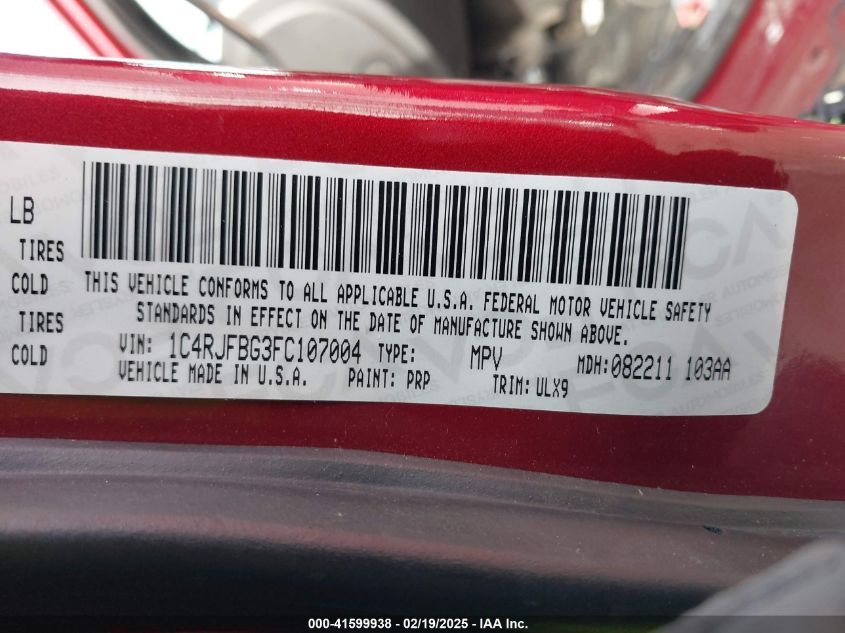 LB
TIRES
COLD
TIRES
COLD
THIS VEHICLE CONFORMS TO ALL APPLICABLE U.S.A. FEDERAL MOTOR VEHICLE SAFETY
STANDARDS IN EFFECT ON THE DATE OF MANUFACTURE SHOWN ABOVE.
VIN: 1C4RJFBG3FC107004 TYPE: MPV MDH:082211 103AA
VEHICLE MADE IN U.S.A. PAINT: PRP TRIM: ULX9
000-41599938 - 02/19/2025 - IAA Inc.